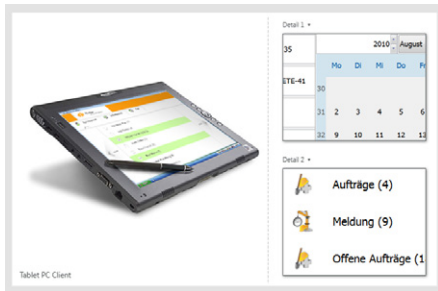 Detail 1
35
2010 August
Mo Di Mi Do
ETE-41
30
31 2 3 4 5 6
32 9 10 11 12 13
Detail 2
Aufträge (4)
Meldung (9)
Offene Aufträge (1
Tablet PC Client